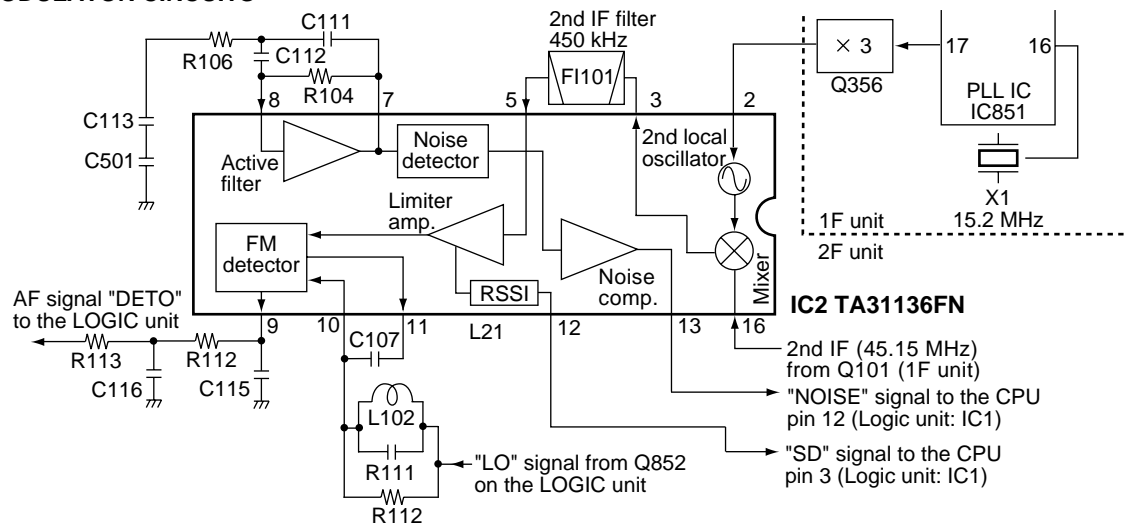 C111
2nd IF filter
450 kHz
R106
C112
R104
FI101
× 3
Q356
17
16
PLL IC
IC851
X1
15.2 MHz
8
7
5
3
2
C113
C501
Active
filter
Noise
detector
2nd local
oscillator
Limiter
amp.
FM
detector
RSSI
Noise
comp.
Mixer
1F unit
2F unit
IC2 TA31136FN
AF signal "DETO"
to the LOGIC unit
9
10
11
L21
12
13
16
R113
R112
C116
C115
C107
L102
R111
R112
"LO" signal from Q852
on the LOGIC unit
2nd IF (45.15 MHz)
from Q101 (1F unit)
"NOISE" signal to the CPU
pin 12 (Logic unit: IC1)
"SD" signal to the CPU
pin 3 (Logic unit: IC1)